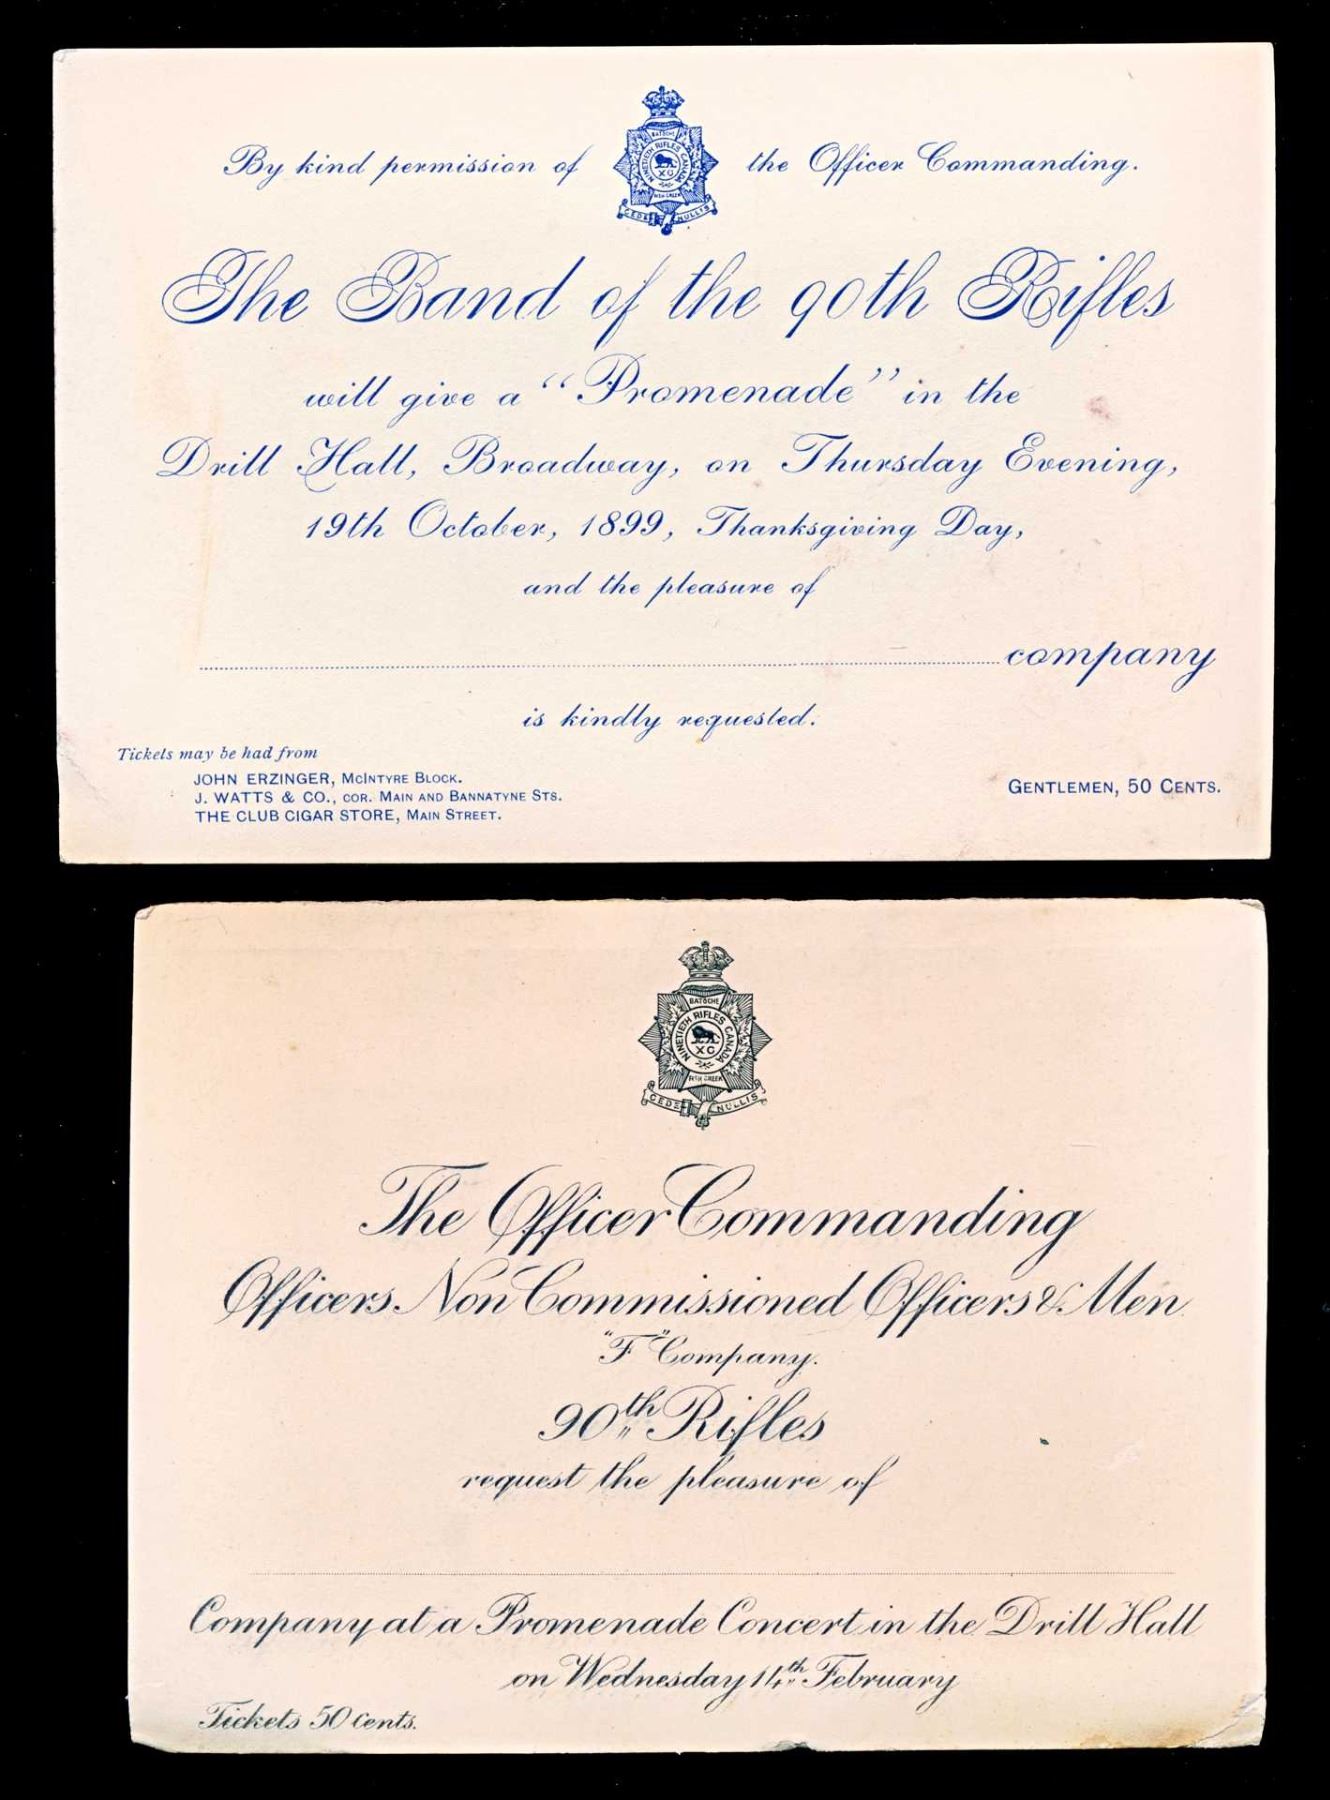 By kind permission of the Officer Commanding.
BATOCHE
NINETIETH RIFLES CANADA
XC
FISH CREEK
CEDE NULLIS
The Band of the 90th Rifles
will give a “Promenade” in the
Drill Hall, Broadway, on Thursday Evening,
19th October, 1899, Thanksgiving Day,
and the pleasure of
company
is kindly requested.
Tickets may be had from
JOHN ERZINGER, McIntyre Block.
J. WATTS & CO., cor. Main and Bannatyne Sts.
THE CLUB CIGAR STORE, Main Street.
Gentlemen, 50 Cents.
BATOCHE
NINETIETH RIFLES CANADA
XC
FISH CREEK
CEDE NULLIS
The Officer Commanding
Officers. Non Commissioned Officers & Men
"F" Company.
90th Rifles
request the pleasure of
Company at a Promenade Concert in the Drill Hall
on Wednesday 14th February
Tickets 50 cents.